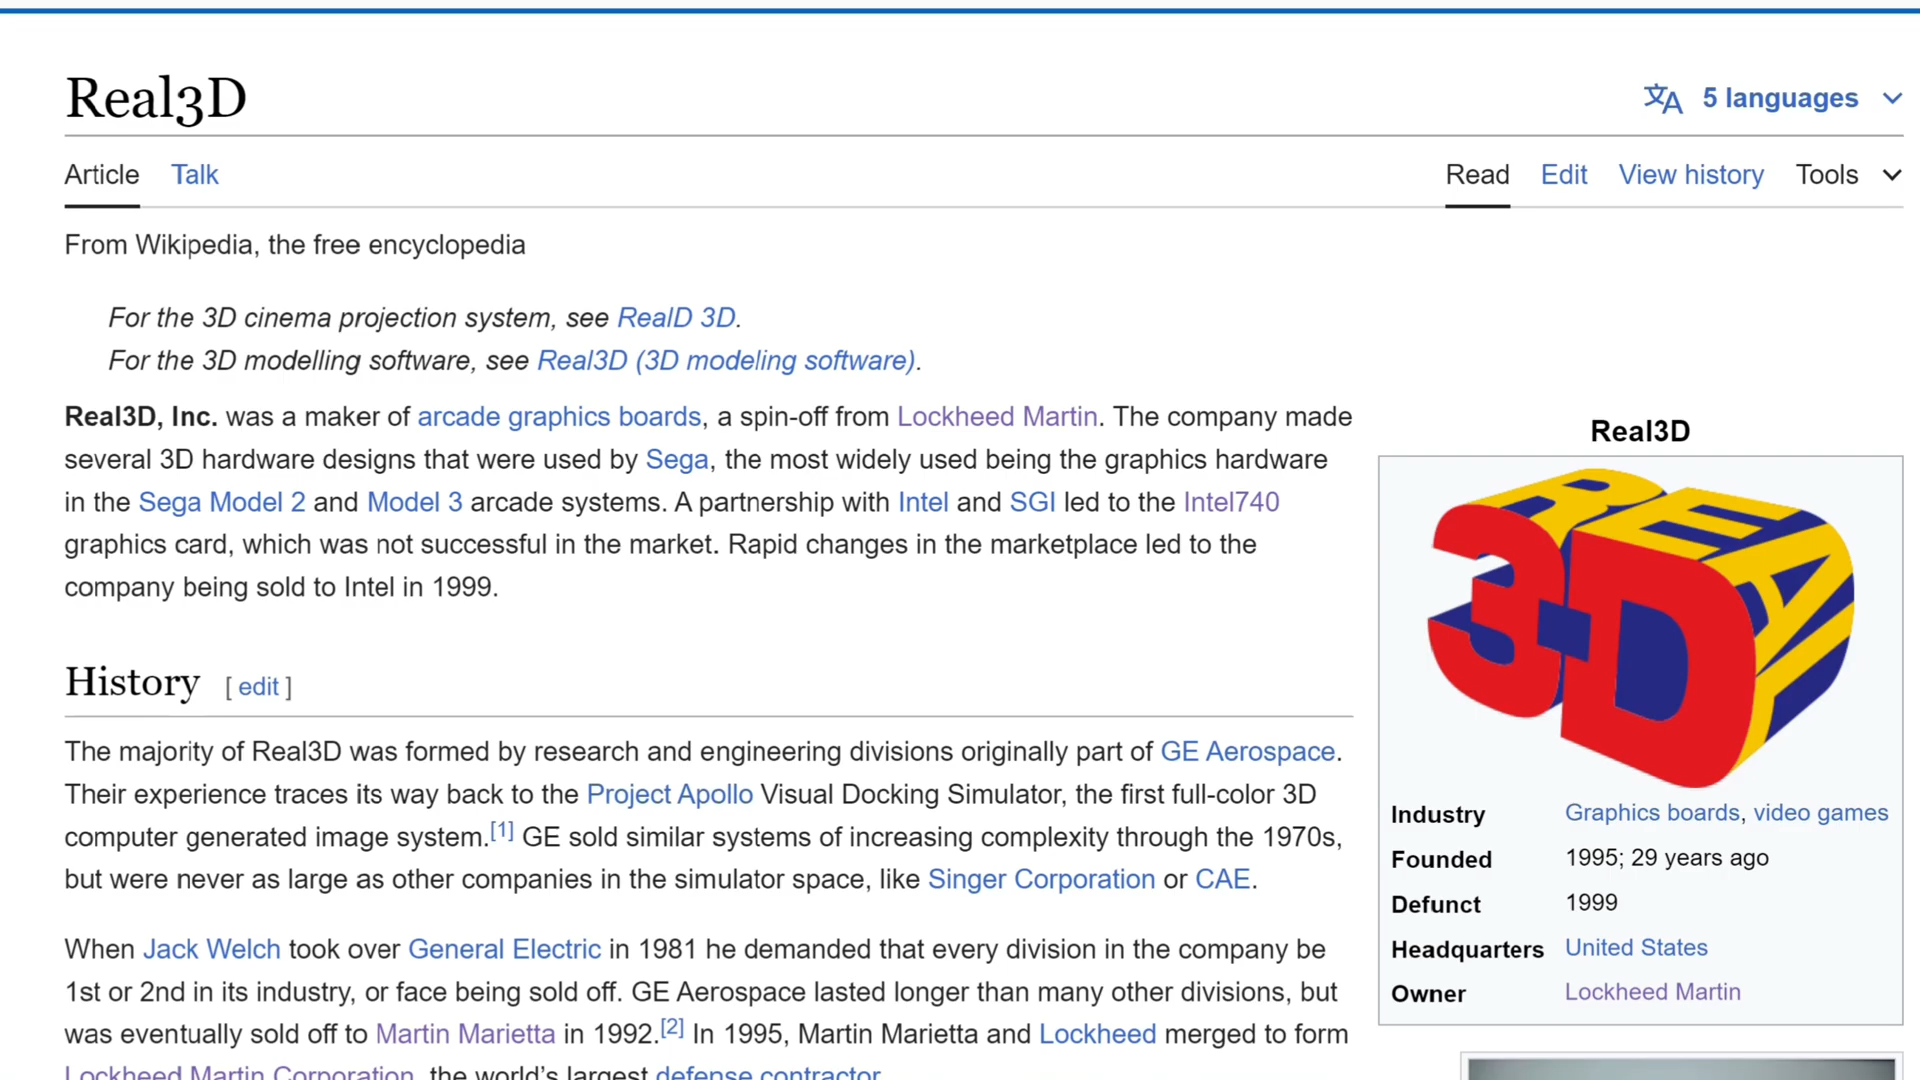 Real3D
5 languages
Article Talk Read Edit View history Tools
From Wikipedia, the free encyclopedia
For the 3D cinema projection system, see RealD 3D.
For the 3D modelling software, see Real3D (3D modeling software).
Real3D, Inc. was a maker of arcade graphics boards, a spin-off from Lockheed Martin. The company made
several 3D hardware designs that were used by Sega, the most widely used being the graphics hardware
in the Sega Model 2 and Model 3 arcade systems. A partnership with Intel and SGI led to the Intel740
graphics card, which was not successful in the market. Rapid changes in the marketplace led to the
company being sold to Intel in 1999.
History [ edit ]
The majority of Real3D was formed by research and engineering divisions originally part of GE Aerospace.
Their experience traces its way back to the Project Apollo Visual Docking Simulator, the first full-color 3D
computer generated image system.[1] GE sold similar systems of increasing complexity through the 1970s,
but were never as large as other companies in the simulator space, like Singer Corporation or CAE.
When Jack Welch took over General Electric in 1981 he demanded that every division in the company be
1st or 2nd in its industry, or face being sold off. GE Aerospace lasted longer than many other divisions, but
was eventually sold off to Martin Marietta in 1992.[2] In 1995, Martin Marietta and Lockheed merged to form
Lockheed Martin Corporation, the world's largest defense contractor
Real3D
REAL
3D
REAL
Industry Graphics boards, video games
Founded 1995; 29 years ago
Defunct 1999
Headquarters United States
Owner Lockheed Martin